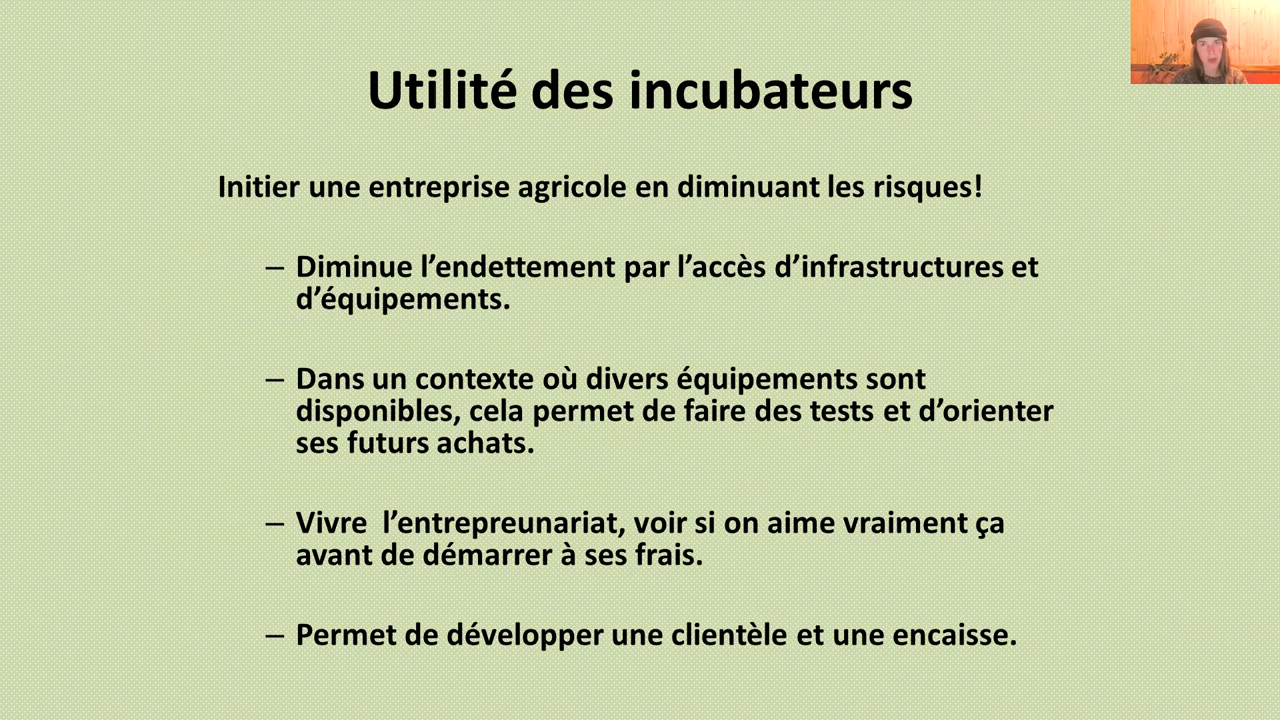 Utilité des incubateurs
Initier une entreprise agricole en diminuant les risques!
– Diminue l’endettement par l’accès d’infrastructures et
d’équipements.
– Dans un contexte où divers équipements sont
disponibles, cela permet de faire des tests et d’orienter
ses futurs achats.
– Vivre  l’entrepreunariat, voir si on aime vraiment ça
avant de démarrer à ses frais.
– Permet de développer une clientèle et une encaisse.